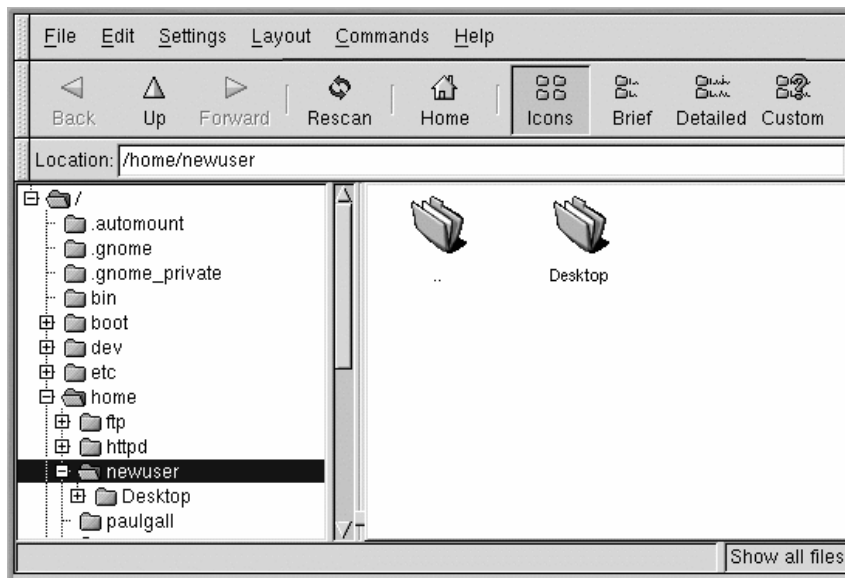 File Edit Settings Layout Commands Help
Back Up Forward Rescan Home Icons Brief Detailed Custom
Location: /home/newuser
/
.automount
.gnome
.gnome_private
bin
boot
dev
etc
home
ftp
httpd
newuser
Desktop
paulgall
.. Desktop
Show all files